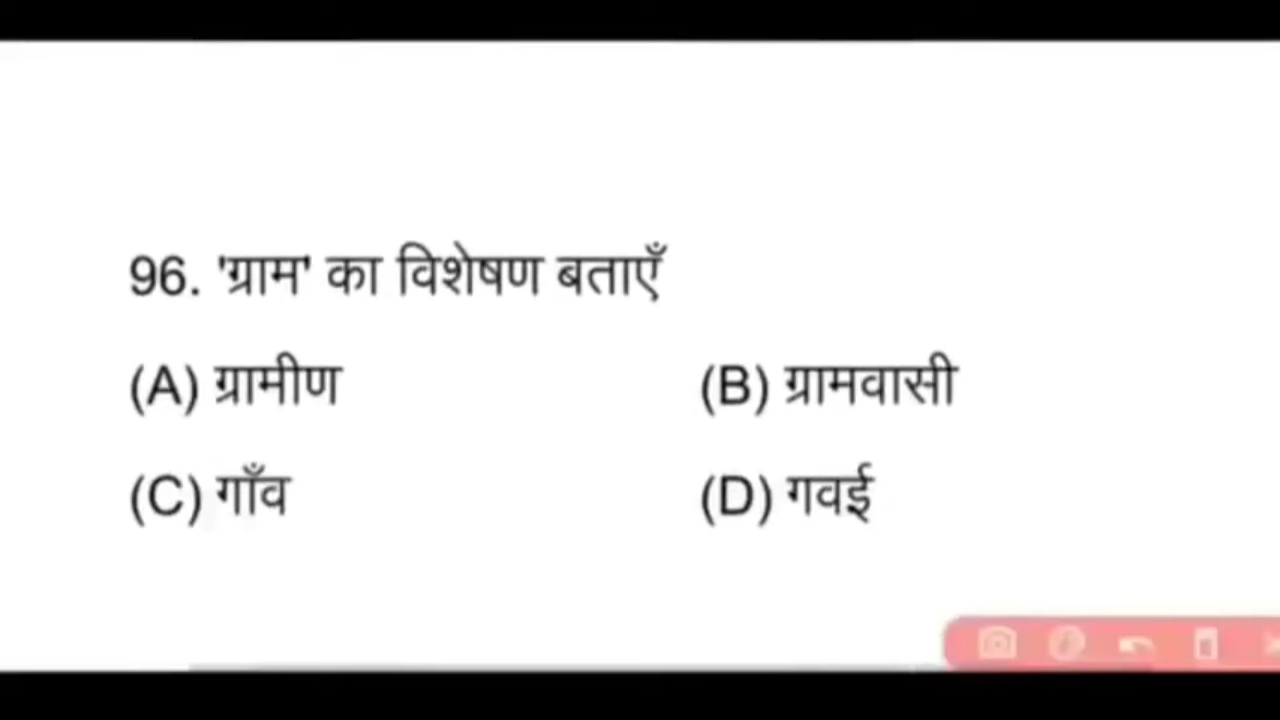 96. 'ग्राम' का विशेषण बताएँ
(A) ग्रामीण (B) ग्रामवासी
(C) गाँव (D) गवई